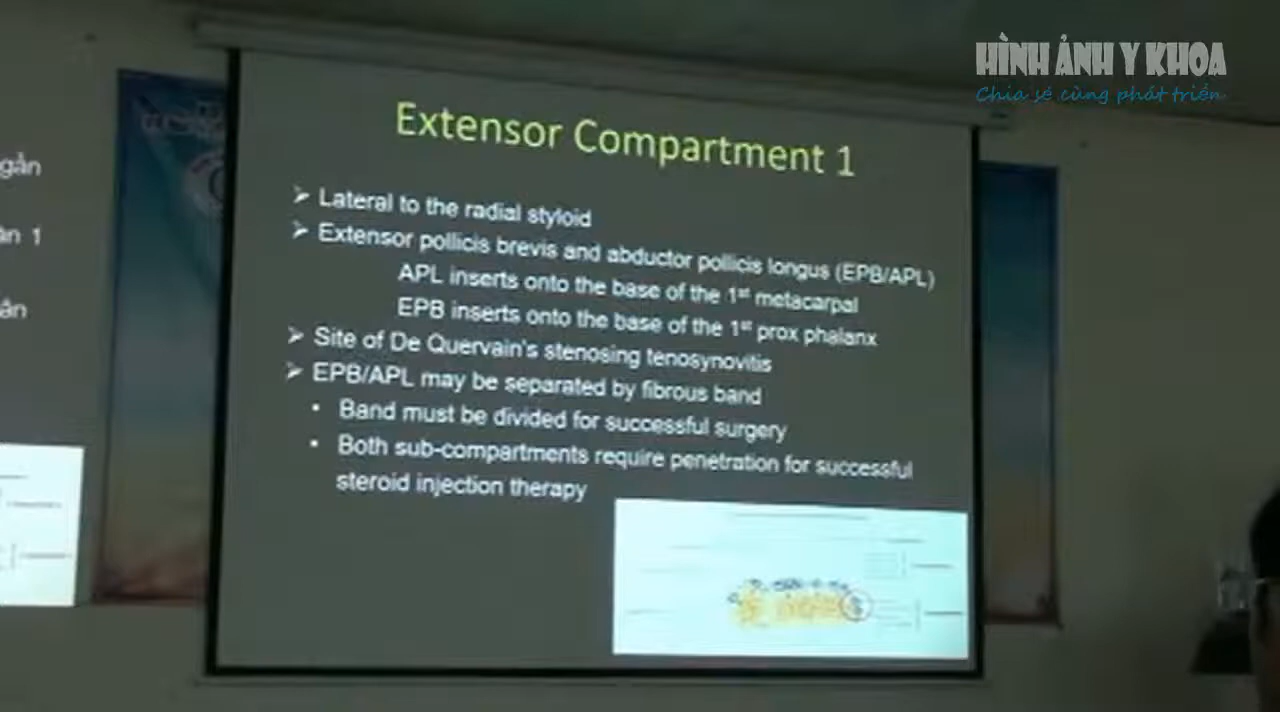 HÌNH ẢNH Y KHOA
Chia sẻ cùng phát triển
Extensor Compartment 1
➤ Lateral to the radial styloid
➤ Extensor pollicis brevis and abductor pollicis longus (EPB/APL)
APL inserts onto the base of the 1st metacarpal
EPB inserts onto the base of the 1st prox phalanx
➤ Site of De Quervain's stenosing tenosynovitis
➤ EPB/APL may be separated by fibrous band
• Band must be divided for successful surgery
• Both sub-compartments require penetration for successful
steroid injection therapy
gắn
1